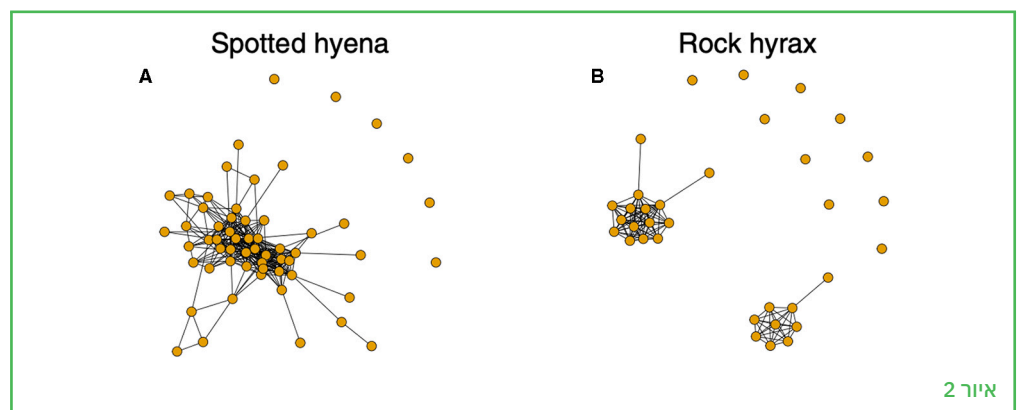 Spotted hyena
Rock hyrax
A
B
איור 2